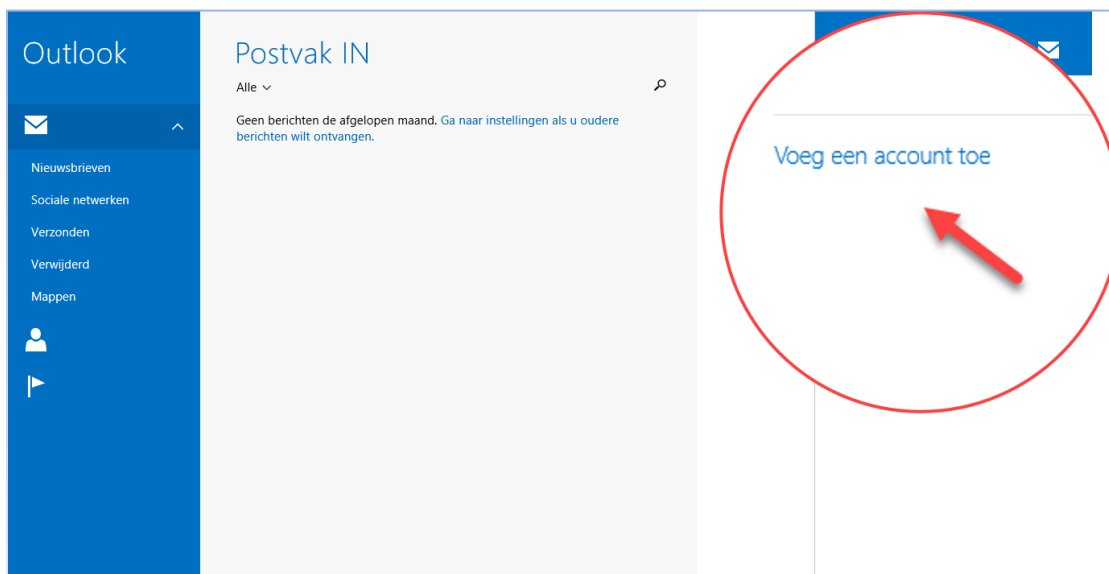 Outlook
Nieuwsbrieven
Sociale netwerken
Verzonden
Verwijderd
Mappen
Postvak IN
Alle
Geen berichten de afgelopen maand. Ga naar instellingen als u oudere
berichten wilt ontvangen.
Voeg een account toe